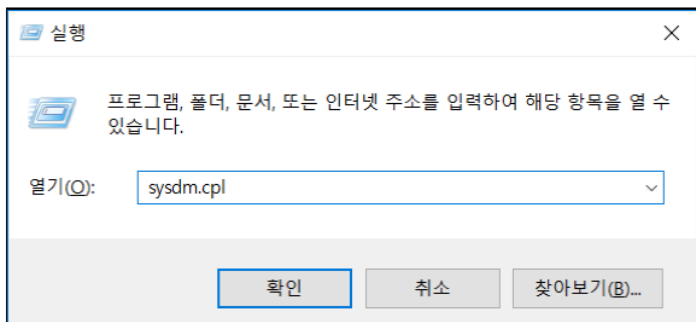 실행
프로그램, 폴더, 문서, 또는 인터넷 주소를 입력하여 해당 항목을 열 수
있습니다.
열기(O): sysdm.cpl
확인 취소 찾아보기(B)...